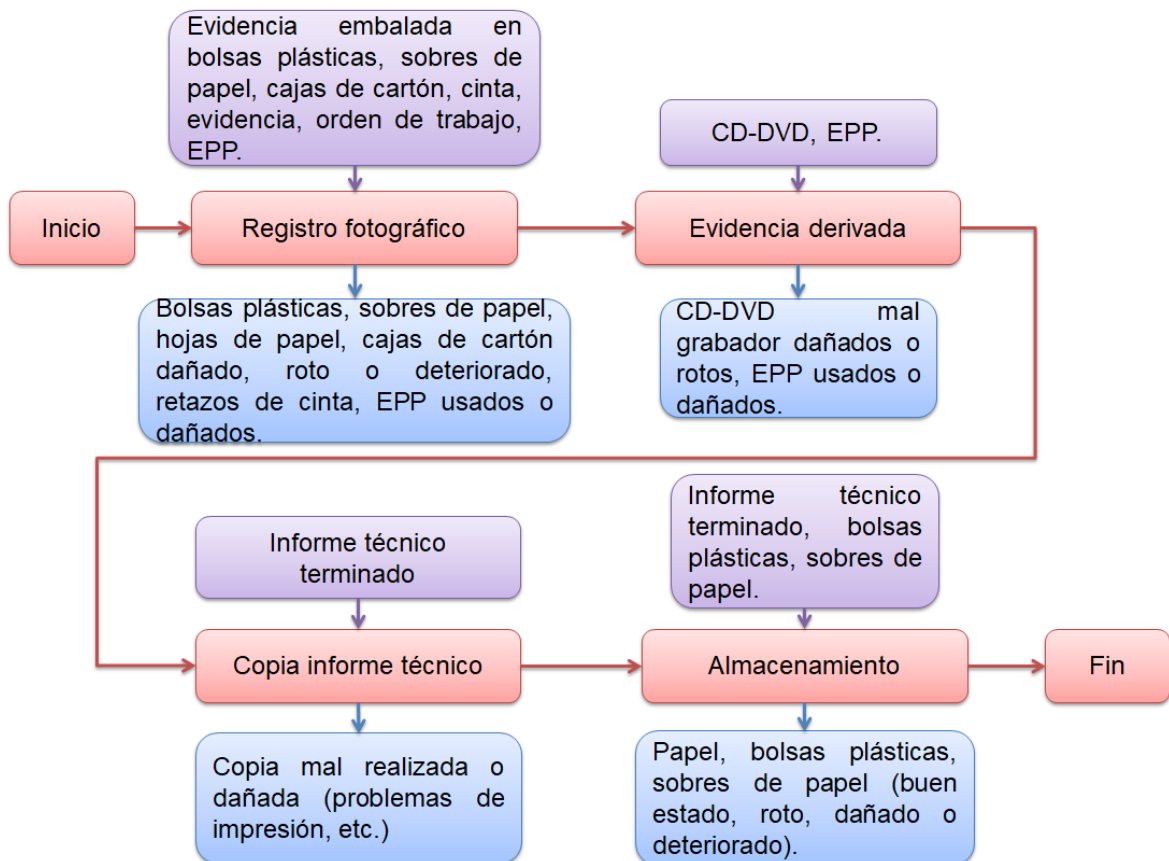 Evidencia embalada en
bolsas plásticas, sobres de
papel, cajas de cartón, cinta,
evidencia, orden de trabajo,
EPP.
CD-DVD, EPP.
Inicio
Registro fotográfico
Evidencia derivada
Bolsas plásticas, sobres de papel,
hojas de papel, cajas de cartón
dañado, roto o deteriorado,
retazos de cinta, EPP usados o
dañados.
CD-DVD mal
grabador dañados o
rotos, EPP usados o
dañados.
Informe técnico
terminado
Informe técnico
terminado, bolsas
plásticas, sobres de
papel.
Copia informe técnico
Almacenamiento
Fin
Copia mal realizada o
dañada (problemas de
impresión, etc.)
Papel, bolsas plásticas,
sobres de papel (buen
estado, roto, dañado o
deteriorado).